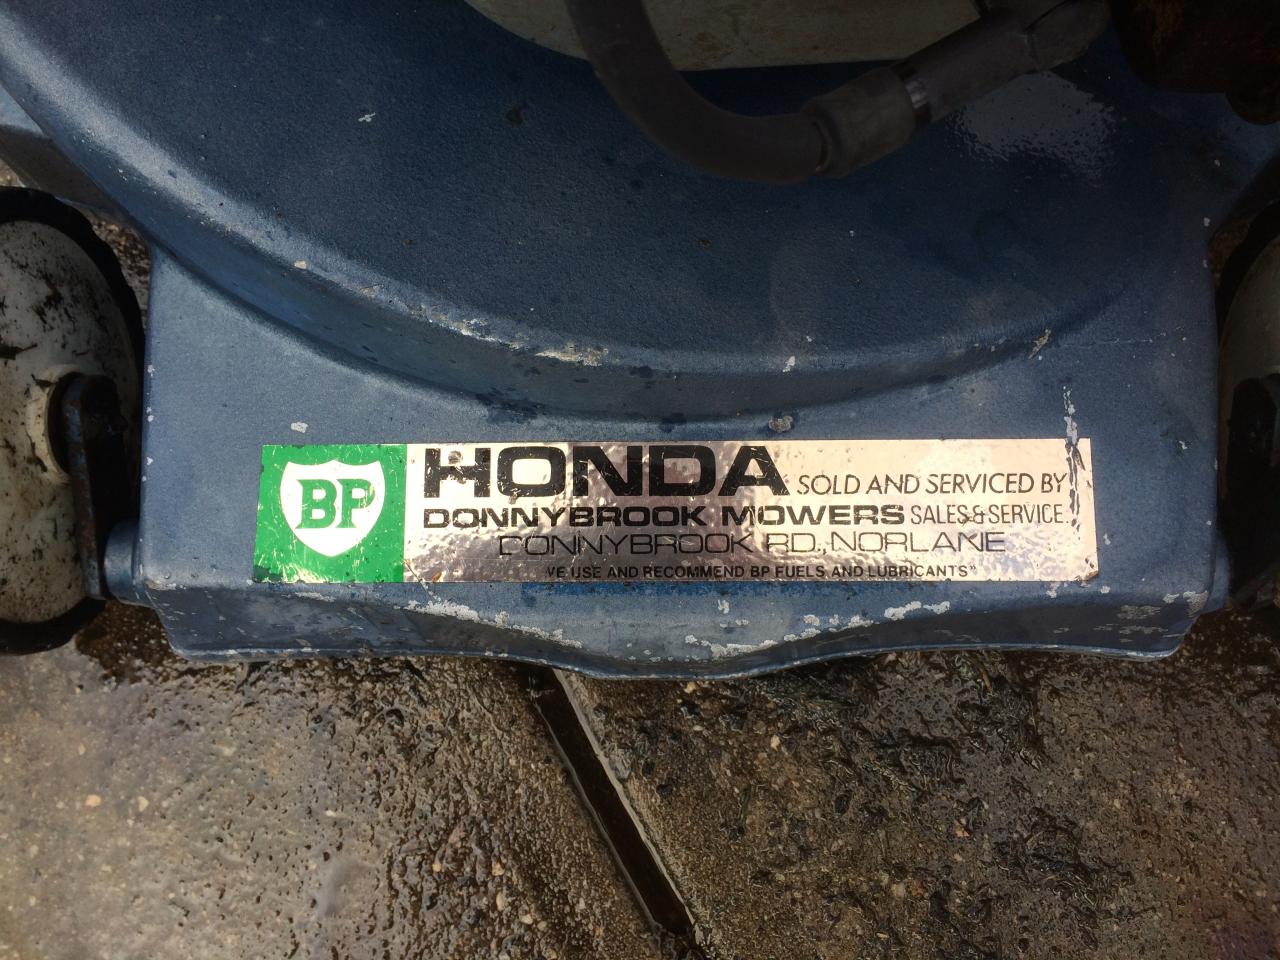 BP
HONDA SOLD AND SERVICED BY
DONNYBROOK MOWERS SALES & SERVICE.
DONNYBROOK RD., NORLANE
VE USE AND RECOMMEND BP FUELS AND LUBRICANTS"